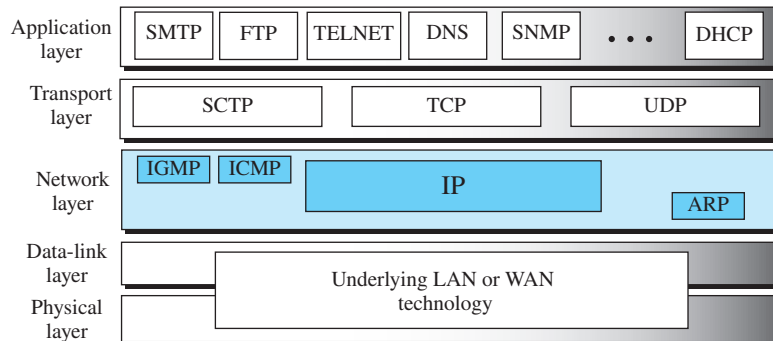 Application
layer
SMTP
FTP
TELNET
DNS
SNMP
• • •
DHCP
Transport
layer
SCTP
TCP
UDP
Network
layer
IGMP
ICMP
IP
ARP
Data-link
layer
Underlying LAN or WAN
technology
Physical
layer